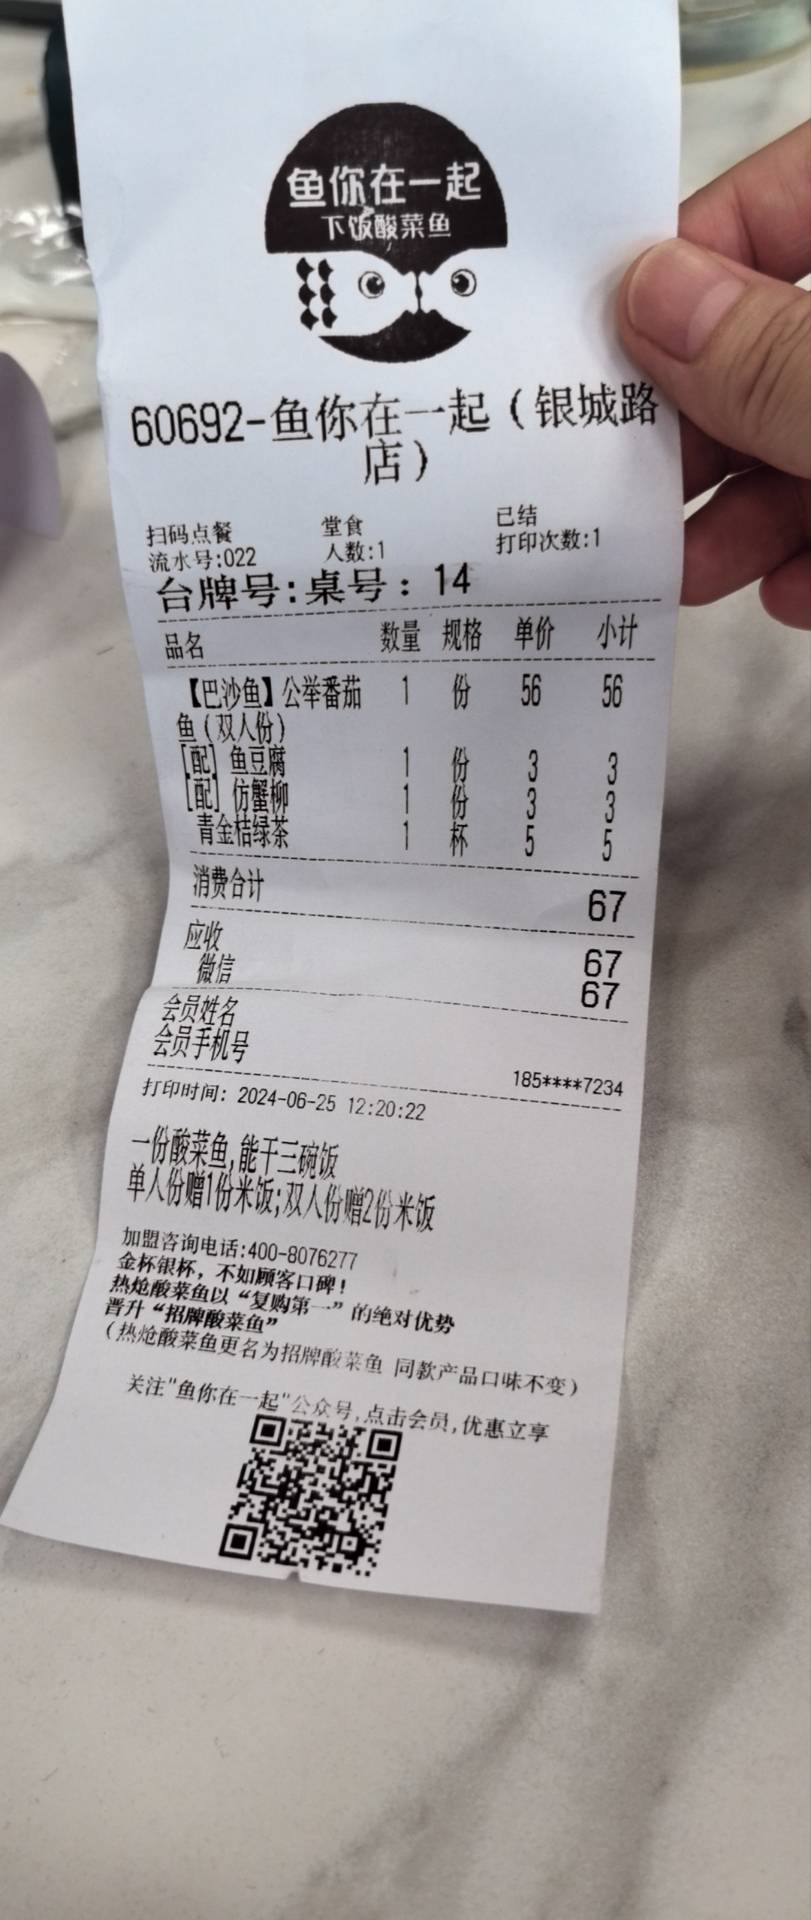 鱼你在一起
下饭酸菜鱼
60692-鱼你在一起（银城路
店）
扫码点餐 堂食 已结
流水号:022 人数:1 打印次数:1
台牌号:桌号：14
品名 数量 规格 单价 小计
【巴沙鱼】公举番茄 1 份 56 56
鱼(双人份)
[配] 鱼豆腐 1 份 3 3
[配] 仿蟹柳 1 份 3 3
青金桔绿茶 1 杯 5 5
消费合计 67
应收 67
微信 67
会员姓名
会员手机号 185****7234
打印时间: 2024-06-25 12:20:22
一份酸菜鱼,能干三碗饭
单人份赠1份米饭;双人份赠2份米饭
加盟咨询电话:400-8076277
金杯银杯，不如顾客口碑！
热炝酸菜鱼以“复购第一”的绝对优势
晋升“招牌酸菜鱼”
（热炝酸菜鱼更名为招牌酸菜鱼 同款产品口味不变）
关注"鱼你在一起"公众号,点击会员,优惠立享